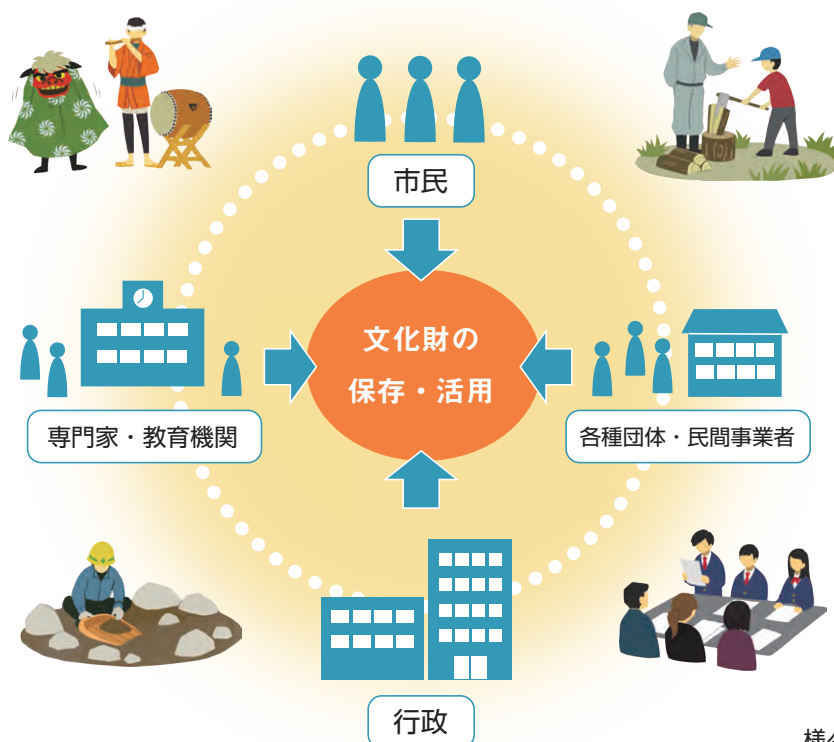 市民
文化財の
保存・活用
専門家・教育機関
各種団体・民間事業者
行政
様